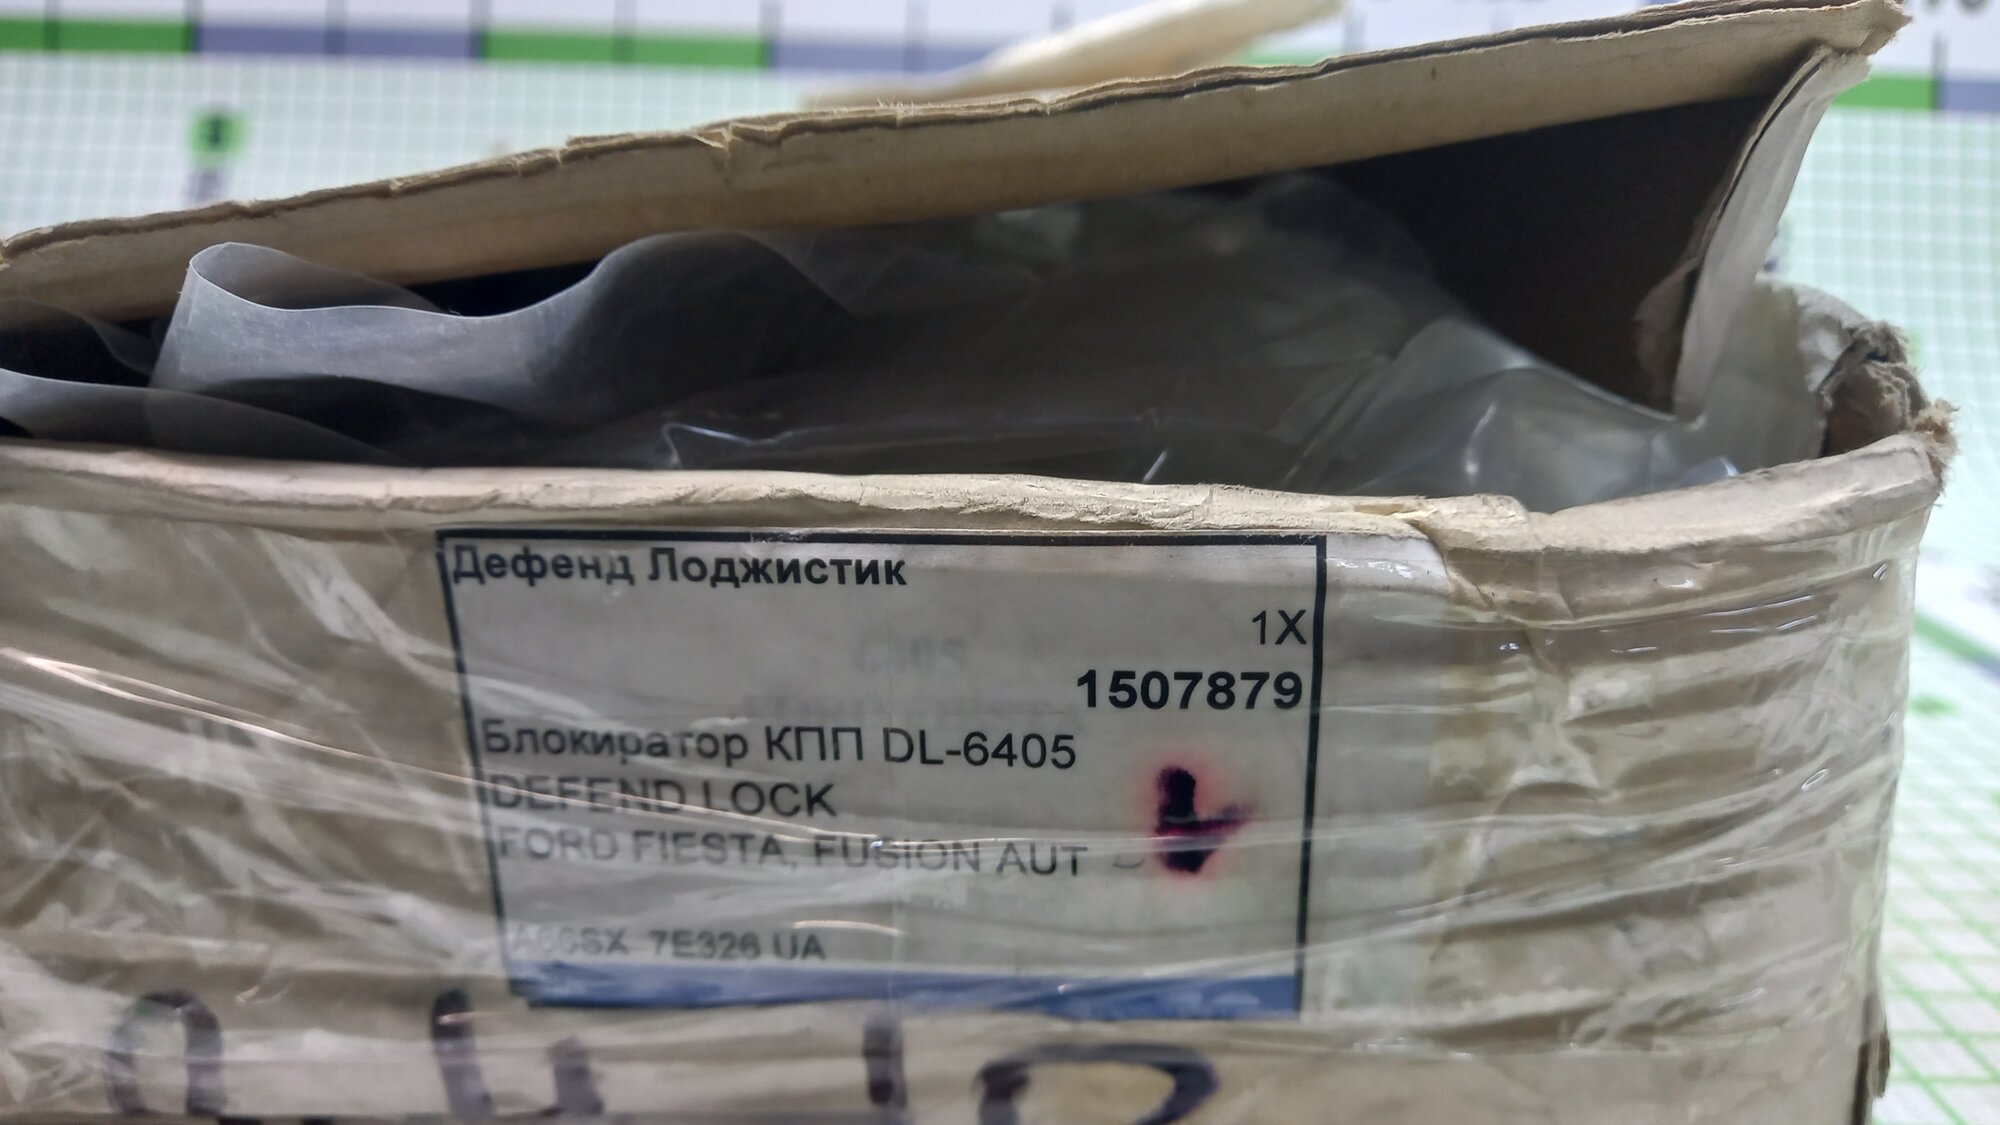 Дефенд Лоджистик
1X
1507879
Блокиратор КПП DL-6405
DEFEND LOCK
FORD FIESTA, FUSION AUT
7E326 UA